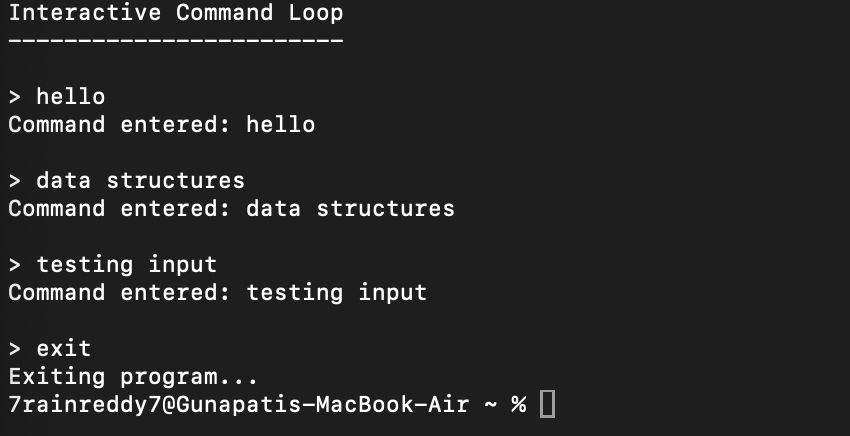 Interactive Command Loop
------------------------
> hello
Command entered: hello
> data structures
Command entered: data structures
> testing input
Command entered: testing input
> exit
Exiting program...
7rainreddy7@Gunapatis-MacBook-Air ~ %